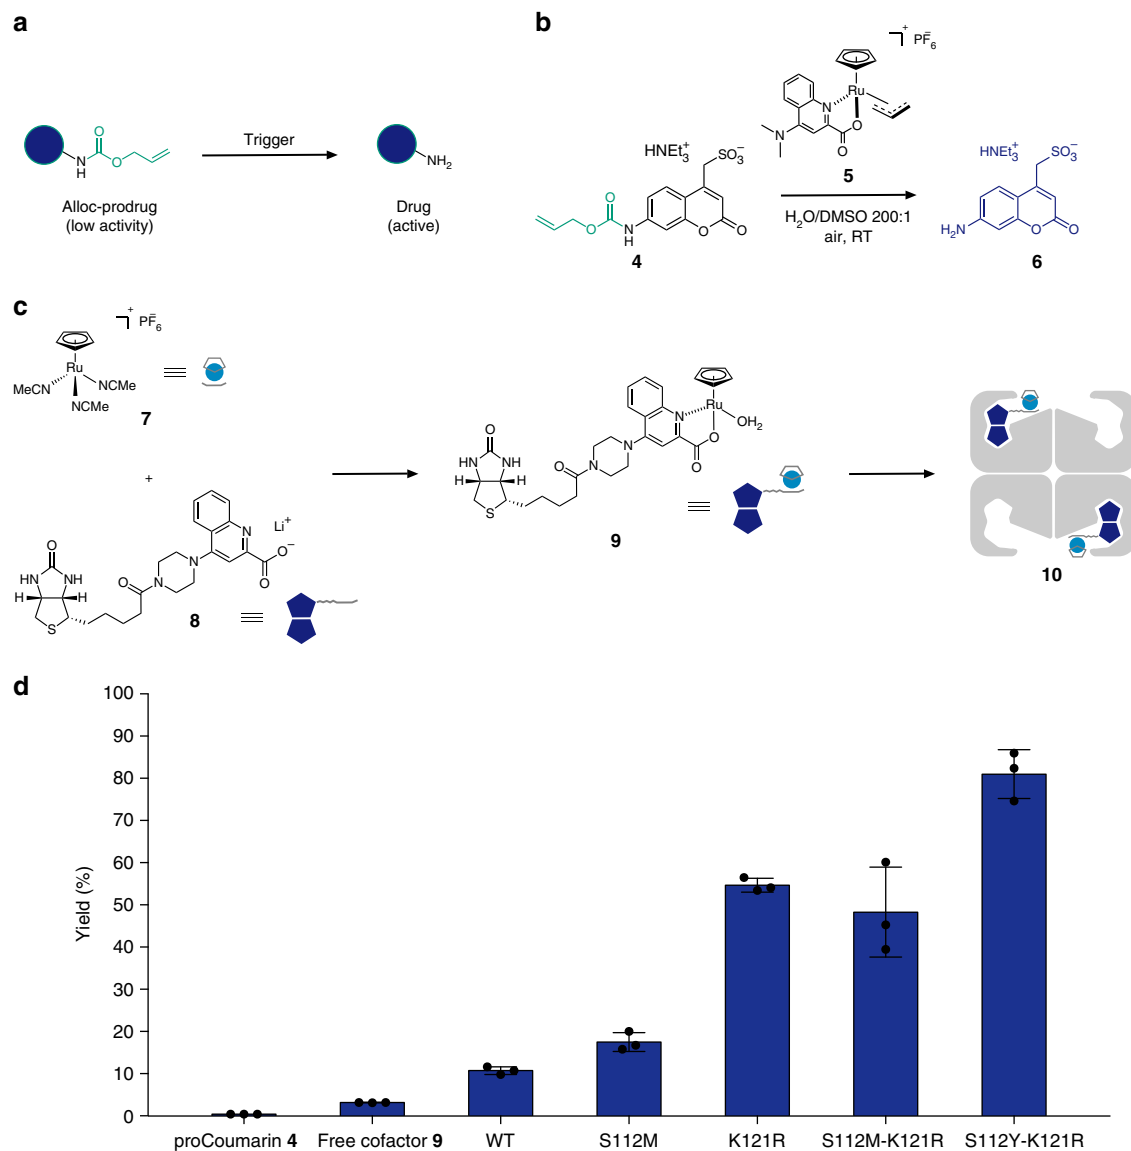 a
O
N
H
O
Alloc-prodrug
(low activity)
Trigger
NH2
Drug
(active)
b
+
PF6−
Ru
N
O
N
O
5
HNEt3+
SO3−
O
O
N
H
O
O
4
H2O/DMSO 200:1
air, RT
HNEt3+
SO3−
H2N
O
O
6
c
+
PF6−
Ru
MeCN
NCMe
NCMe
7
+
O
HN
NH
H
H
S
O
N
N
N
Li+
O−
O
8
O
HN
NH
H
H
S
O
N
N
N
Ru
OH2
O
O
9
10
d
Yield (%)
100
90
80
70
60
50
40
30
20
10
0
proCoumarin 4
Free cofactor 9
WT
S112M
K121R
S112M-K121R
S112Y-K121R